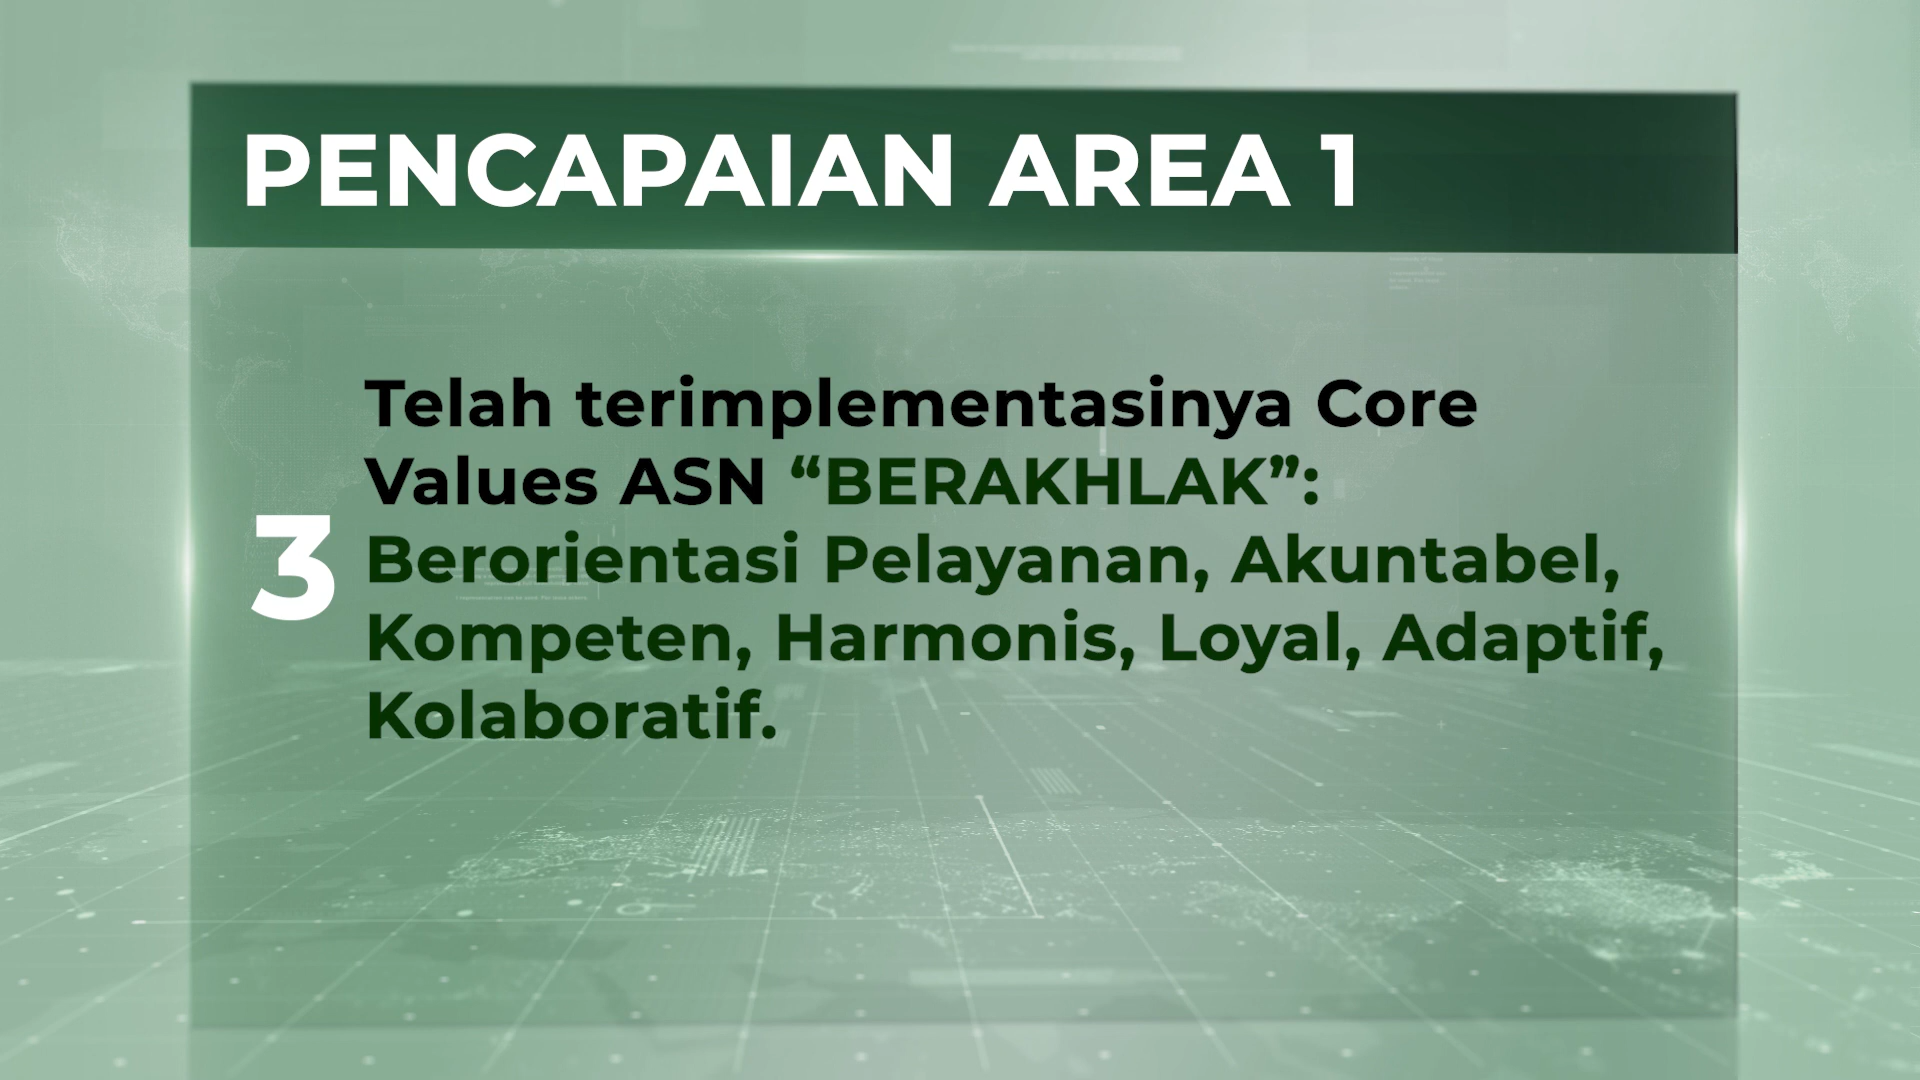 PENCAPAIAN AREA 1
3
Telah terimplementasinya Core
Values ASN “BERAKHLAK”:
Berorientasi Pelayanan, Akuntabel,
Kompeten, Harmonis, Loyal, Adaptif,
Kolaboratif.